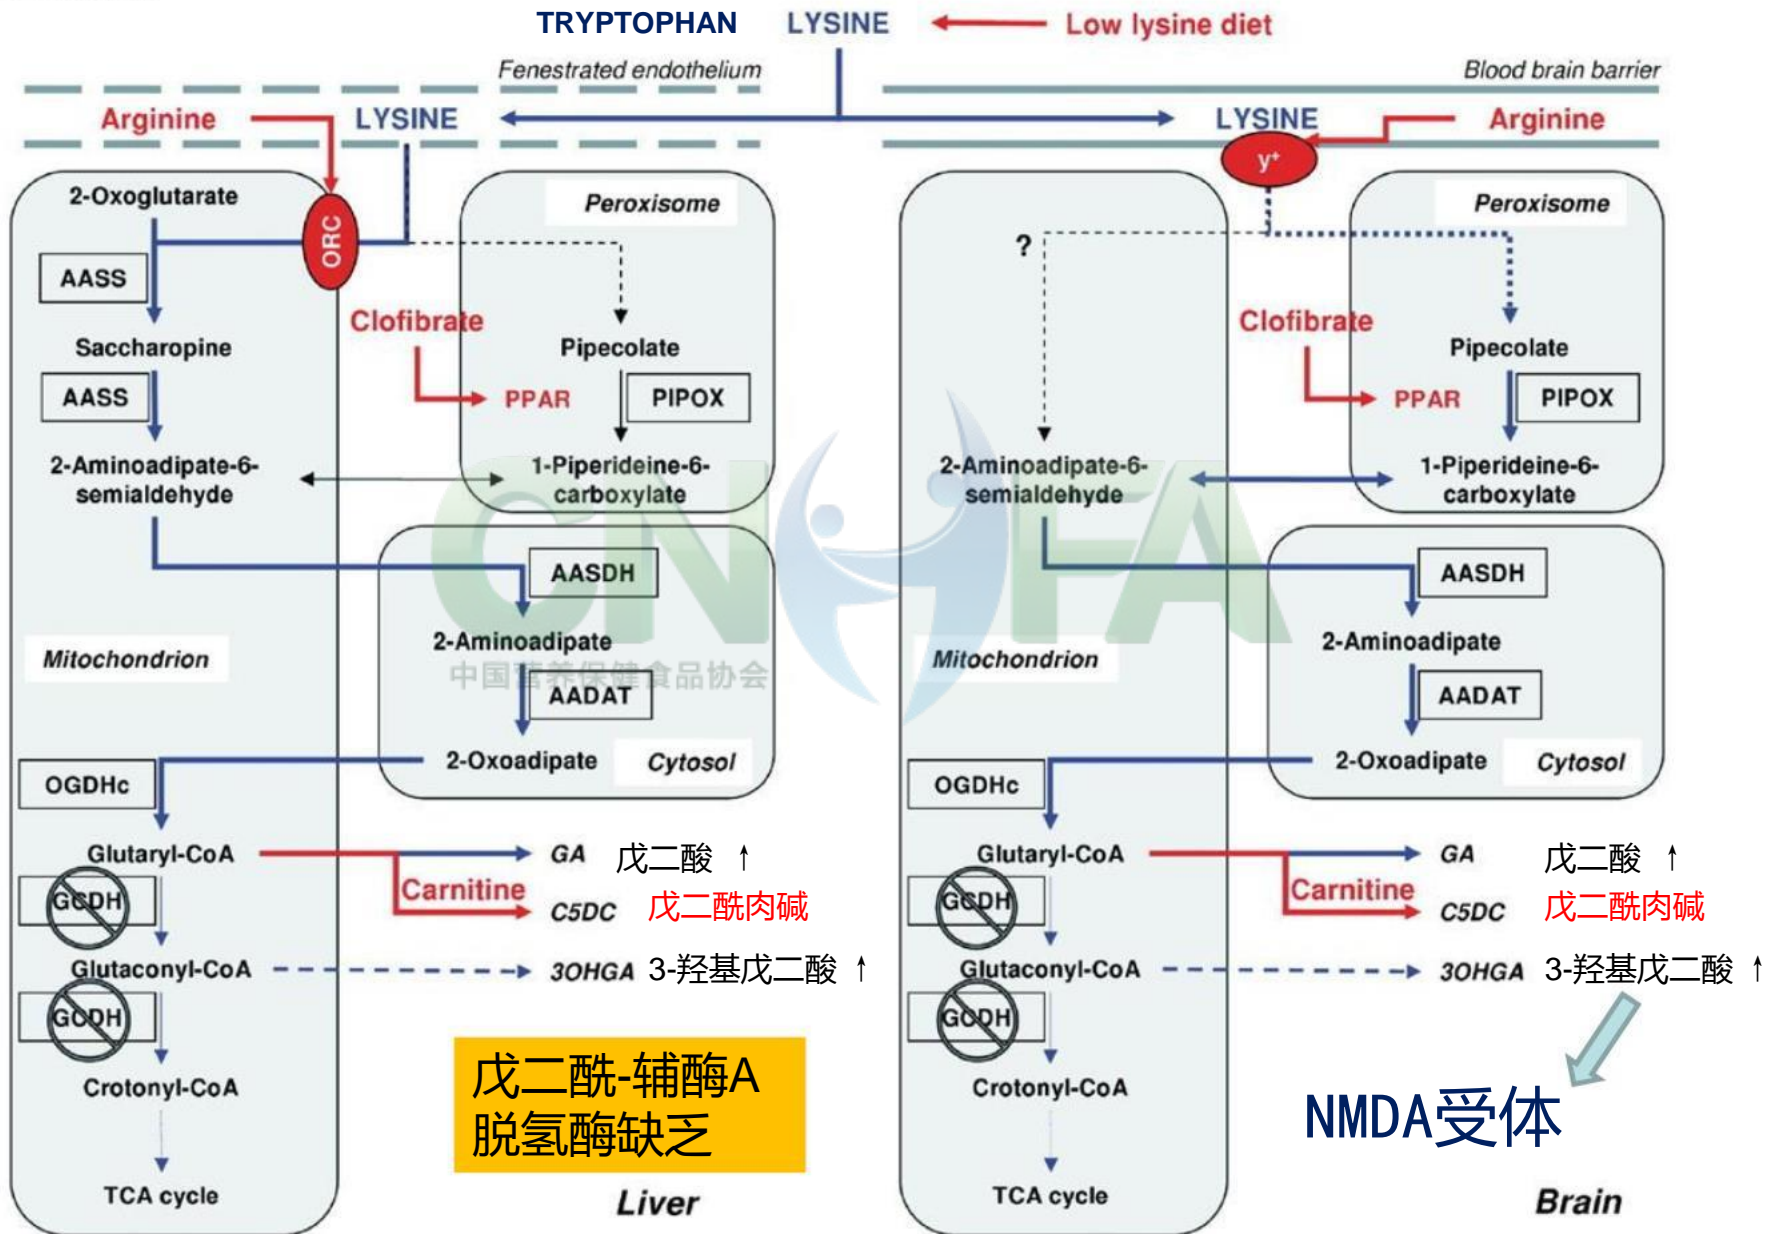 TRYPTOPHAN LYSINE Low lysine diet
Fenestrated endothelium
Blood brain barrier
Arginine LYSINE
LYSINE Arginine
y⁺
2-Oxoglutarate
ORC
Peroxisome
AASS
Clofibrate
Saccharopine
Pipecolate
AASS
PPAR
PIPOX
2-Aminoadipate-6-
semialdehyde
1-Piperideine-6-
carboxylate
AASDH
2-Aminoadipate
Mitochondrion
AADAT
2-Oxoadipate
Cytosol
OGDHc
Glutaryl-CoA
GA 戊二酸 ↑
Carnitine
GCDH
C5DC 戊二酰肉碱
Glutaconyl-CoA
3OHGA 3-羟基戊二酸 ↑
GCDH
Crotonyl-CoA
戊二酰-辅酶A
脱氢酶缺乏
TCA cycle
Liver
Peroxisome
?
Clofibrate
Pipecolate
PPAR
PIPOX
2-Aminoadipate-6-
semialdehyde
1-Piperideine-6-
carboxylate
AASDH
2-Aminoadipate
Mitochondrion
AADAT
2-Oxoadipate
Cytosol
OGDHc
Glutaryl-CoA
GA 戊二酸 ↑
Carnitine
GCDH
C5DC 戊二酰肉碱
Glutaconyl-CoA
3OHGA 3-羟基戊二酸 ↑
GCDH
Crotonyl-CoA
NMDA受体
TCA cycle
Brain
CNHFA
中国营养保健食品协会